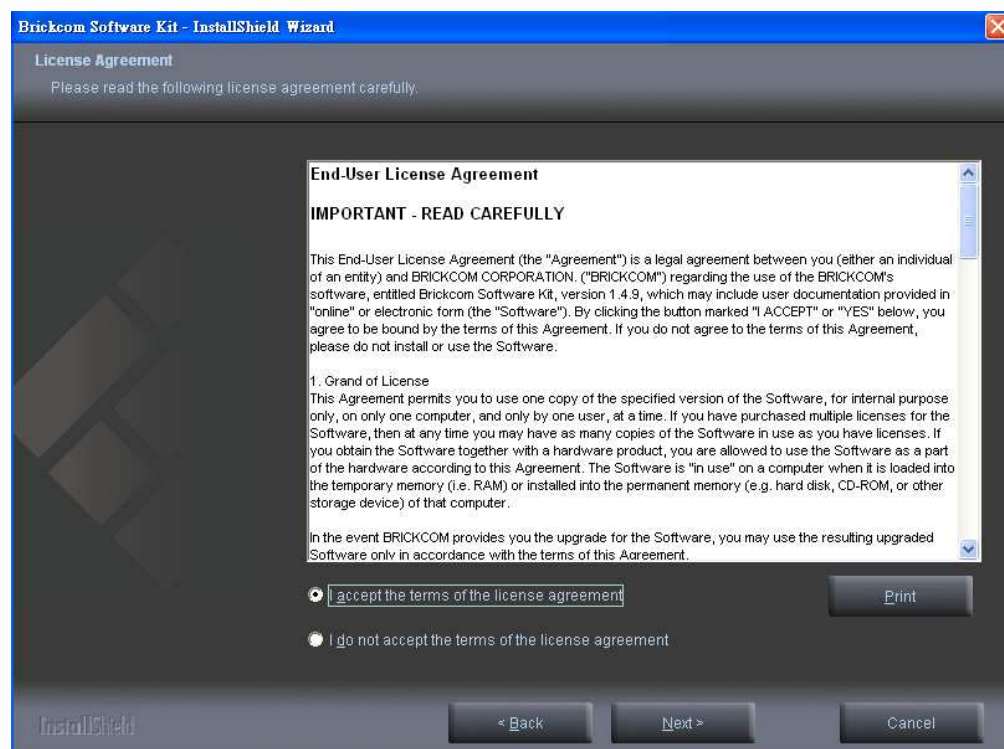 Brickcom Software Kit - InstallShield Wizard
License Agreement
Please read the following license agreement carefully.
End-User License Agreement
IMPORTANT - READ CAREFULLY
This End-User License Agreement (the "Agreement") is a legal agreement between you (either an individual
of an entity) and BRICKCOM CORPORATION. ("BRICKCOM") regarding the use of the BRICKCOM's
software, entitled Brickcom Software Kit, version 1.4.9, which may include user documentation provided in
"online" or electronic form (the "Software"). By clicking the button marked "I ACCEPT" or "YES" below, you
agree to be bound by the terms of this Agreement. If you do not agree to the terms of this Agreement,
please do not install or use the Software.
1. Grand of License
This Agreement permits you to use one copy of the specified version of the Software, for internal purpose
only, on only one computer, and only by one user, at a time. If you have purchased multiple licenses for the
Software, then at any time you may have as many copies of the Software in use as you have licenses. If
you obtain the Software together with a hardware product, you are allowed to use the Software as a part
of the hardware according to this Agreement. The Software is "in use" on a computer when it is loaded into
the temporary memory (i.e. RAM) or installed into the permanent memory (e.g. hard disk, CD-ROM, or other
storage device) of that computer.
In the event BRICKCOM provides you the upgrade for the Software, you may use the resulting upgraded
Software only in accordance with the terms of this Agreement.
I accept the terms of the license agreement
Print
I do not accept the terms of the license agreement
InstallShield
< Back
Next >
Cancel